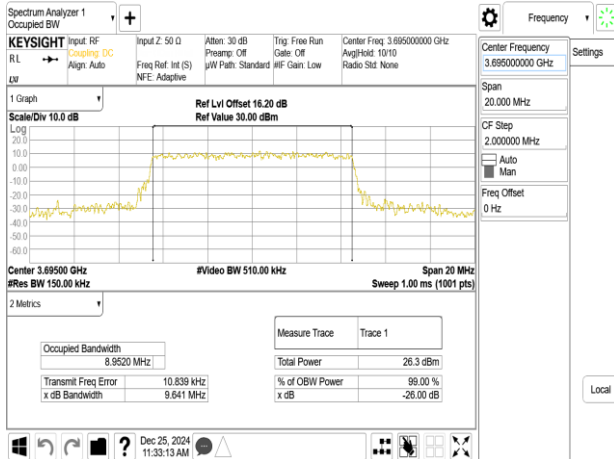 Spectrum Analyzer 1
Occupied BW
Frequency
KEYSIGHT Input: RF
Coupling: DC
Align: Auto
RL
LXI
Input Z: 50 Ω
Freq Ref: Int (S)
NFE: Adaptive
Atten: 30 dB
Preamp: Off
µW Path: Standard
Trig: Free Run
Gate: Off
#IF Gain: Low
Center Freq: 3.695000000 GHz
Avg|Hold: 10/10
Radio Std: None
Center Frequency
3.695000000 GHz
Settings
Span
20.000 MHz
CF Step
2.000000 MHz
Auto
Man
Freq Offset
0 Hz
Local
1 Graph
Ref Lvl Offset 16.20 dB
Scale/Div 10.0 dB
Ref Value 30.00 dBm
Log
20.0
10.0
0.00
-10.0
-20.0
-30.0
-40.0
-50.0
-60.0
Center 3.69500 GHz
#Video BW 510.00 kHz
Span 20 MHz
#Res BW 150.00 kHz
Sweep 1.00 ms (1001 pts)
2 Metrics
Measure Trace
Trace 1
Occupied Bandwidth
8.9520 MHz
Total Power
26.3 dBm
Transmit Freq Error
10.839 kHz
% of OBW Power
99.00 %
x dB Bandwidth
9.641 MHz
x dB
-26.00 dB
?
Dec 25, 2024
11:33:13 AM